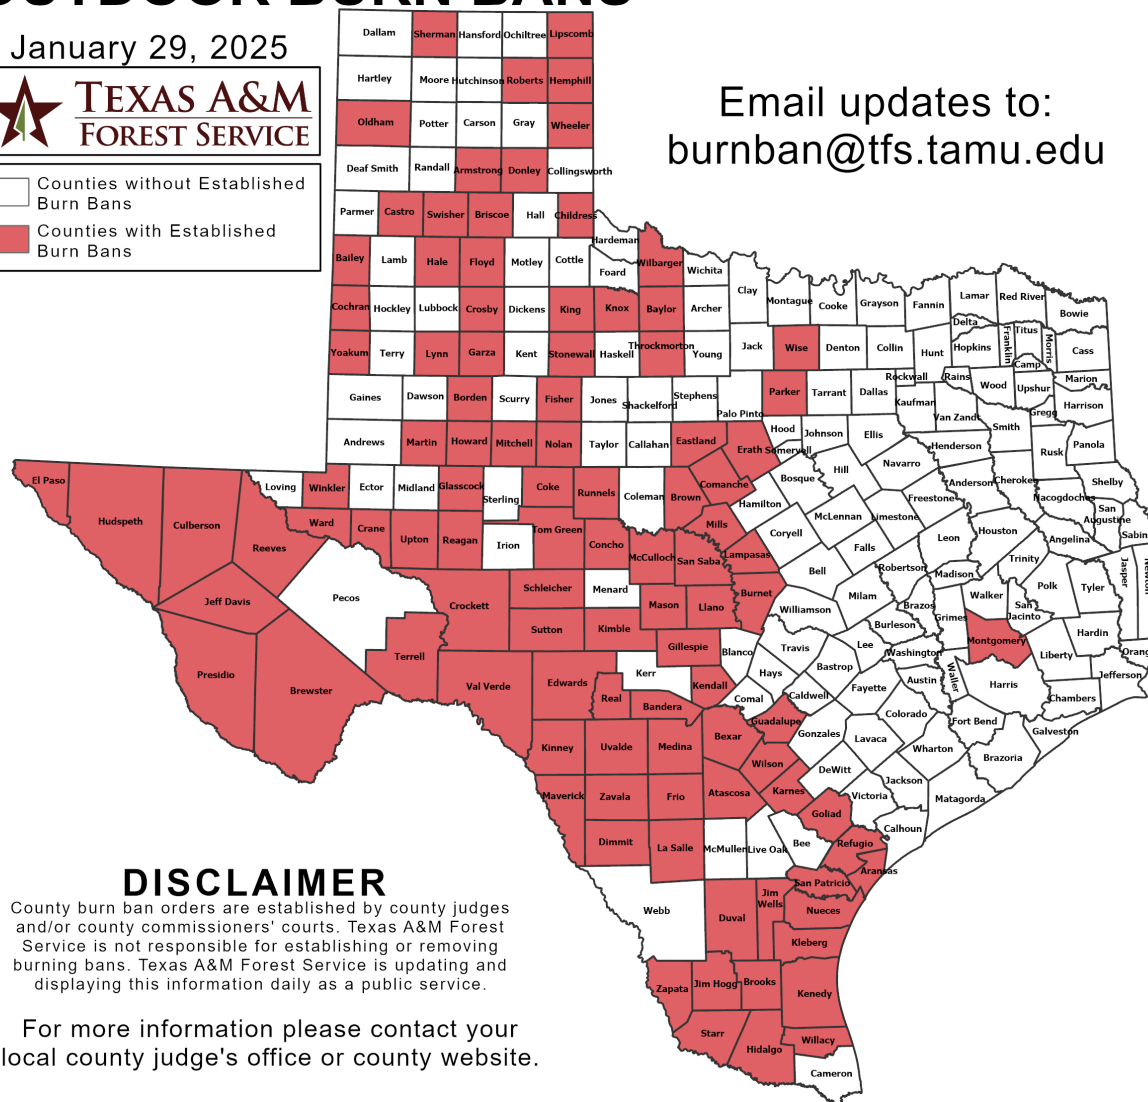 OUTDOOR BURN BANS
January 29, 2025
TEXAS A&M
FOREST SERVICE
Counties without Established
Burn Bans
Counties with Established
Burn Bans
Email updates to:
burnban@tfs.tamu.edu
Dallam Sherman Hansford Ochiltree Lipscomb
Hartley Moore Hutchinson Roberts Hemphill
Oldham Potter Carson Gray Wheeler
Deaf Smith Randall Armstrong Donley Collingsworth
Parmer Castro Swisher Briscoe Hall Childress
Hardeman
Bailey Lamb Hale Floyd Motley Cottle Foard Wilbarger Wichita
Clay Montague Cooke Grayson Fannin Lamar Red River Bowie
Cochran Hockley Lubbock Crosby Dickens King Knox Baylor Archer
Delta Franklin Titus Morris Cass
Yoakum Terry Lynn Garza Kent Stonewall Haskell Throckmorton Young Jack Wise Denton Collin Hunt Hopkins Camp
Rockwall Rains Wood Upshur Marion
Gaines Dawson Borden Scurry Fisher Jones Shackelford Stephens Palo Pinto Parker Tarrant Dallas Kaufman Van Zandt Gregg Harrison
Andrews Martin Howard Mitchell Nolan Taylor Callahan Eastland Erath Hood Somervell Johnson Ellis Henderson Smith Rusk Panola
El Paso Hudspeth Culberson Reeves Loving Winkler Ector Midland Glasscock Sterling Coke Runnels Coleman Brown Comanche Hamilton Bosque Hill Navarro Freestone Anderson Cherokee Nacogdoches Shelby
San
Augustine
Sabin
Ward Crane Upton Reagan Irion Tom Green Concho McCulloch San Saba Mills Lampasas Coryell McLennan Limestone Leon Houston Angelina
Jeff Davis Pecos Crockett Schleicher Menard Mason Llano Burnet Bell Falls Robertson Madison Trinity Polk Tyler Jasper Newton
Presidio Brewster Terrell Val Verde Sutton Kimble Gillespie Blanco Williamson Milam Brazos Burleson Grimes Walker
San
Jacinto
Montgomery Liberty Hardin Orang
Edwards Real Kerr Bandera Kendall Comal Hays Travis Bastrop Lee Washington Waller Austin Harris Chambers Jefferson
Kinney Uvalde Medina Bexar Guadalupe Caldwell Fayette Colorado Fort Bend Galveston
Maverick Zavala Frio Atascosa Wilson Karnes Gonzales Lavaca DeWitt Wharton Brazoria
Dimmit La Salle McMullen Live Oak Bee Goliad Victoria Jackson Matagorda Calhoun
Refugio Aransas San Patricio
Webb Duval
Jim
Wells
Nueces
Kleberg
Zapata Jim Hogg Brooks Kenedy
Starr Hidalgo Willacy
Cameron
DISCLAIMER
County burn ban orders are established by county judges
and/or county commissioners' courts. Texas A&M Forest
Service is not responsible for establishing or removing
burning bans. Texas A&M Forest Service is updating and
displaying this information daily as a public service.
For more information please contact your
local county judge's office or county website.